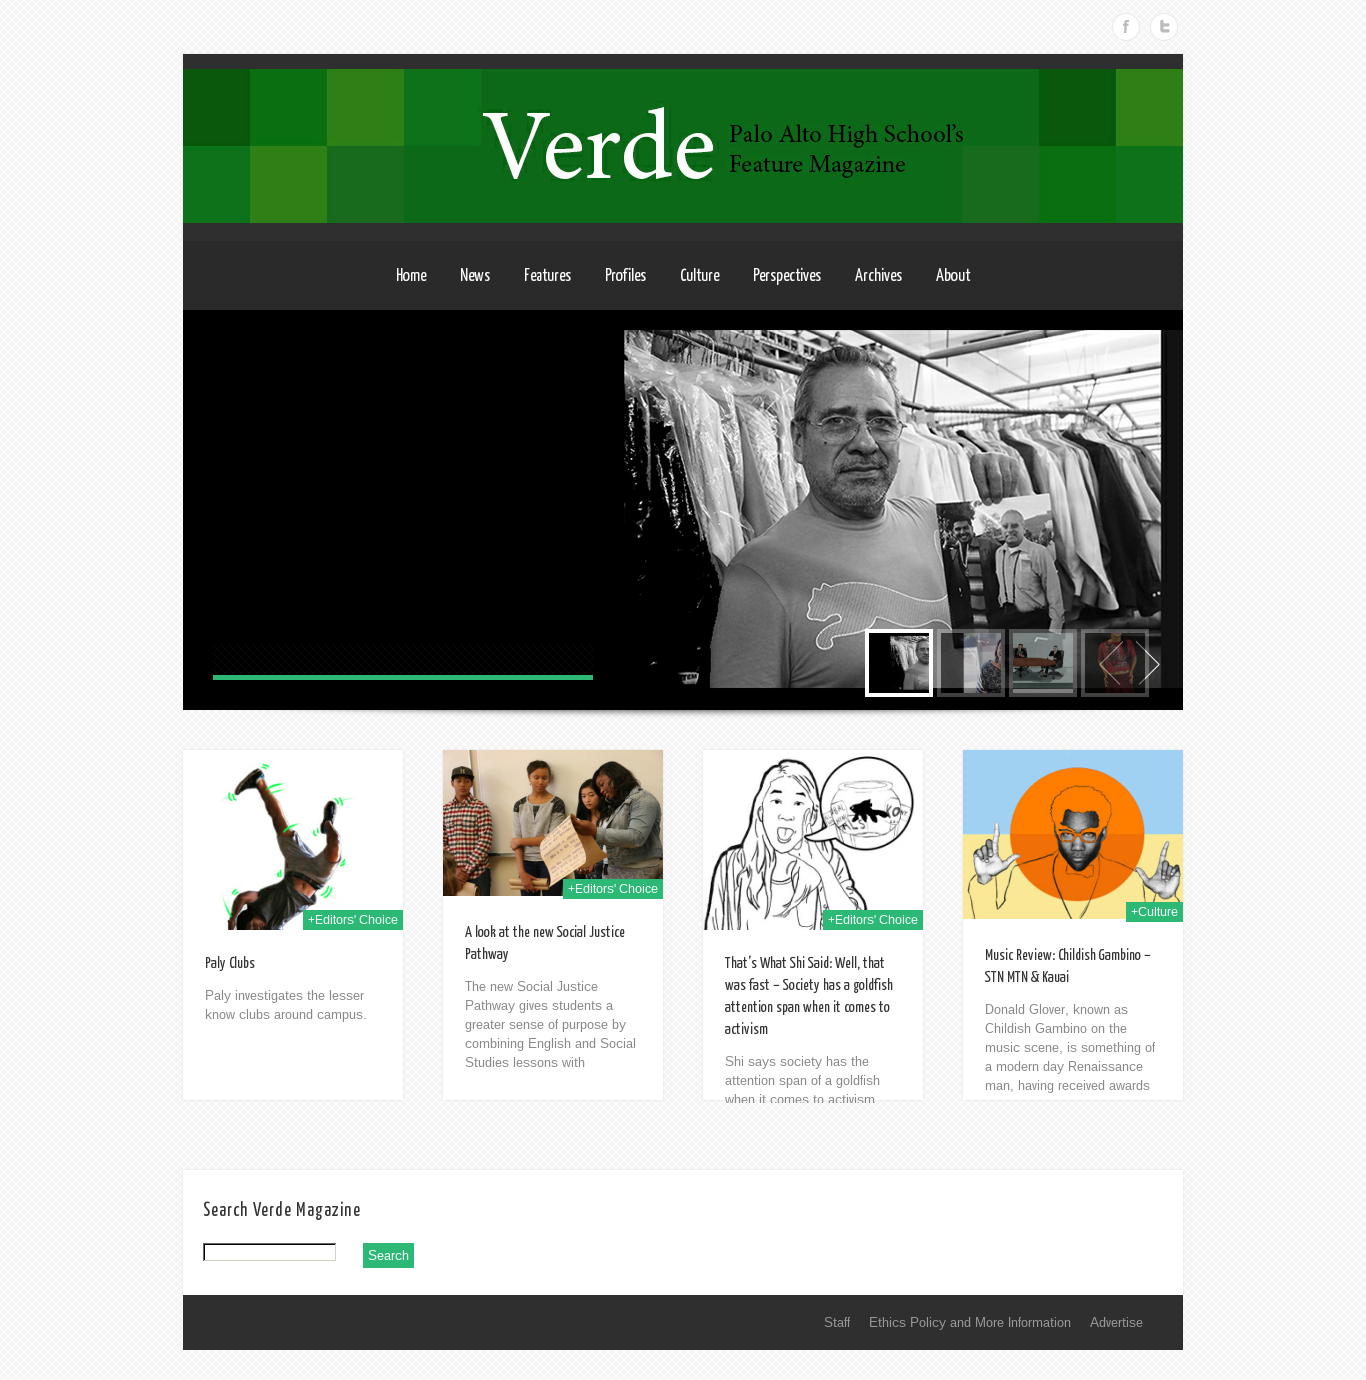 Verde
Palo Alto High School’s
Feature Magazine
Home
News
Features
Profiles
Culture
Perspectives
Archives
About
+Editors' Choice
Paly Clubs
Paly investigates the lesser
know clubs around campus.
+Editors' Choice
A look at the new Social Justice
Pathway
The new Social Justice
Pathway gives students a
greater sense of purpose by
combining English and Social
Studies lessons with
+Editors' Choice
That’s What Shi Said: Well, that
was fast – Society has a goldfish
attention span when it comes to
activism
Shi says society has the
attention span of a goldfish
when it comes to activism
+Culture
Music Review: Childish Gambino –
STN MTN & Kauai
Donald Glover, known as
Childish Gambino on the
music scene, is something of
a modern day Renaissance
man, having received awards
Search Verde Magazine
Search
Staff
Ethics Policy and More Information
Advertise